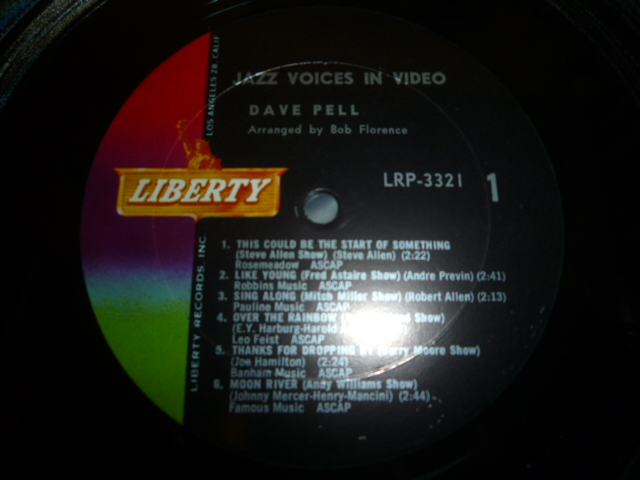 LOS ANGELES 28, CALIF
JAZZ VOICES IN VIDEO
DAVE PELL
Arranged by Bob Florence
LIBERTY
LRP-3321
1
LIBERTY RECORDS, INC.
1. THIS COULD BE THE START OF SOMETHING
(Steve Allen Show) (Steve Allen) (2:22)
Rosemeadow ASCAP
2. LIKE YOUNG (Fred Astaire Show) (Andre Previn) (2:41)
Robbins Music ASCAP
3. SING ALONG (Mitch Miller Show) (Robert Allen) (2:13)
Pauline Music ASCAP
4. OVER THE RAINBOW Show)
(E.Y. Harburg-Harold
Leo Feist ASCAP
5. THANKS FOR DROPPING BY Moore Show)
(Joe Hamilton) (2:24)
Banham Music ASCAP
6. MOON RIVER (Andy Williams Show)
(Johnny Mercer-Henry-Mancini) (2:44)
Famous Music ASCAP